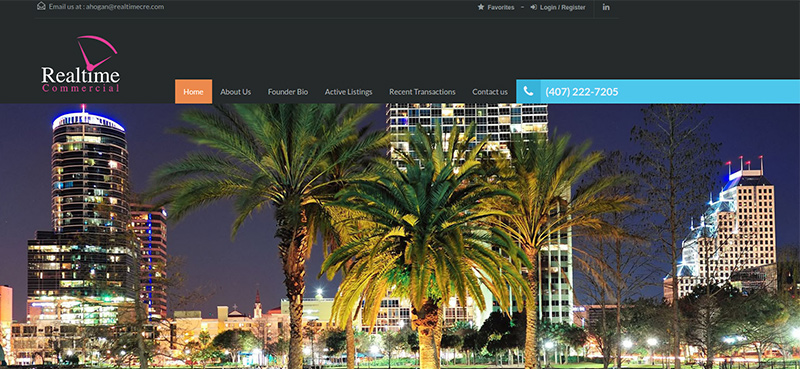 Email us at : ahogan@realtimecre.com
Favorites – Login / Register in
Realtime
Commercial
Home About Us Founder Bio Active Listings Recent Transactions Contact us (407) 222-7205